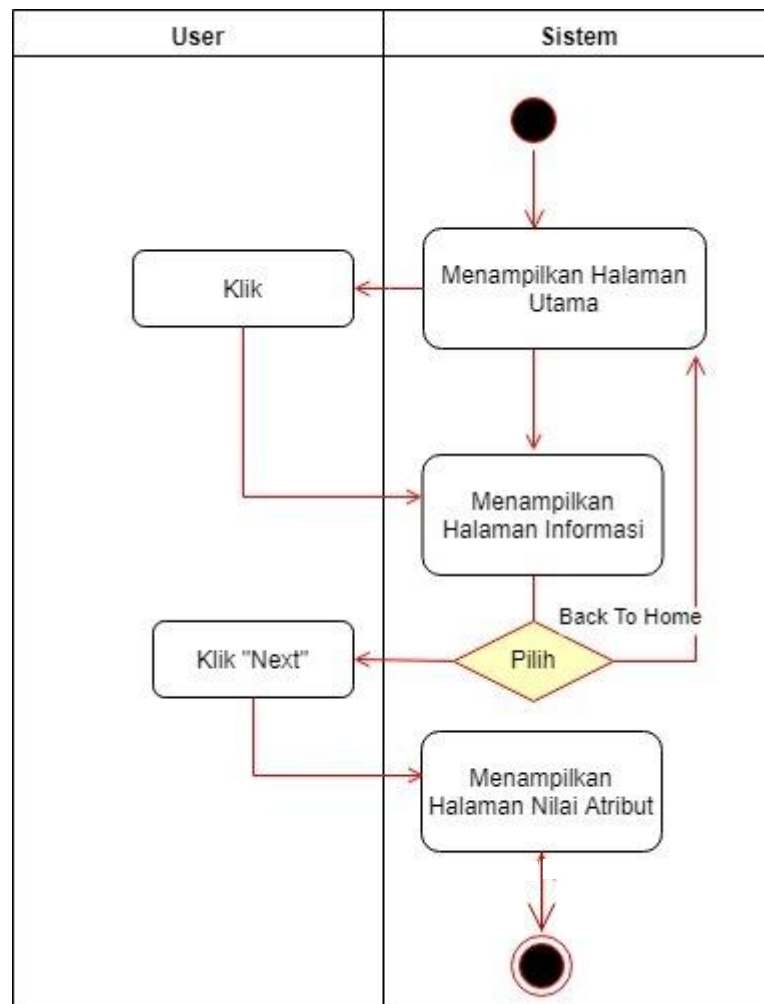 User
Sistem
Menampilkan Halaman
Utama
Klik
Menampilkan
Halaman Informasi
Back To Home
Klik "Next"
Pilih
Menampilkan
Halaman Nilai Atribut